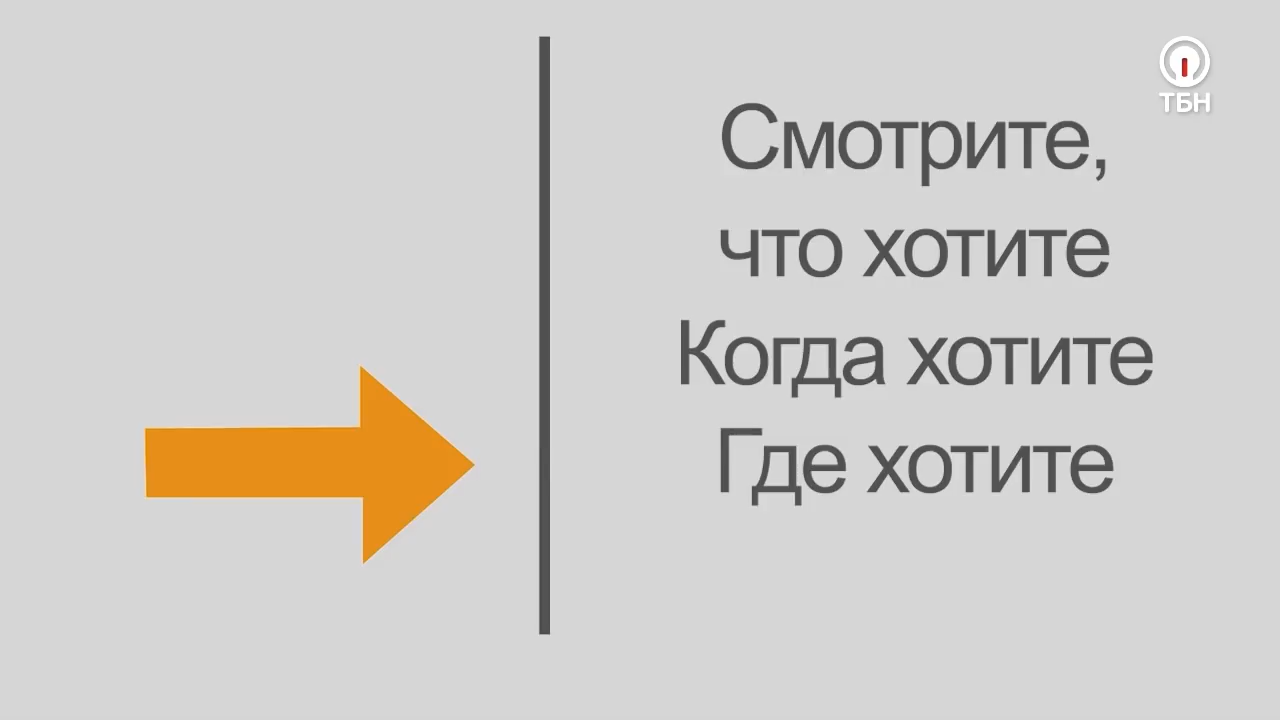 ТБН
Смотрите,
что хотите
Когда хотите
Где хотите